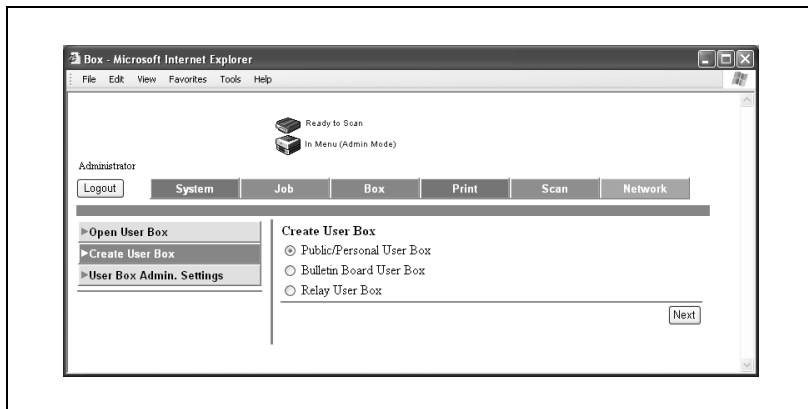 Box - Microsoft Internet Explorer
File Edit View Favorites Tools Help
Ready to Scan
In Menu (Admin Mode)
Administrator
Logout System Job Box Print Scan Network
Open User Box
Create User Box
User Box Admin. Settings
Create User Box
Public/Personal User Box
Bulletin Board User Box
Relay User Box
Next